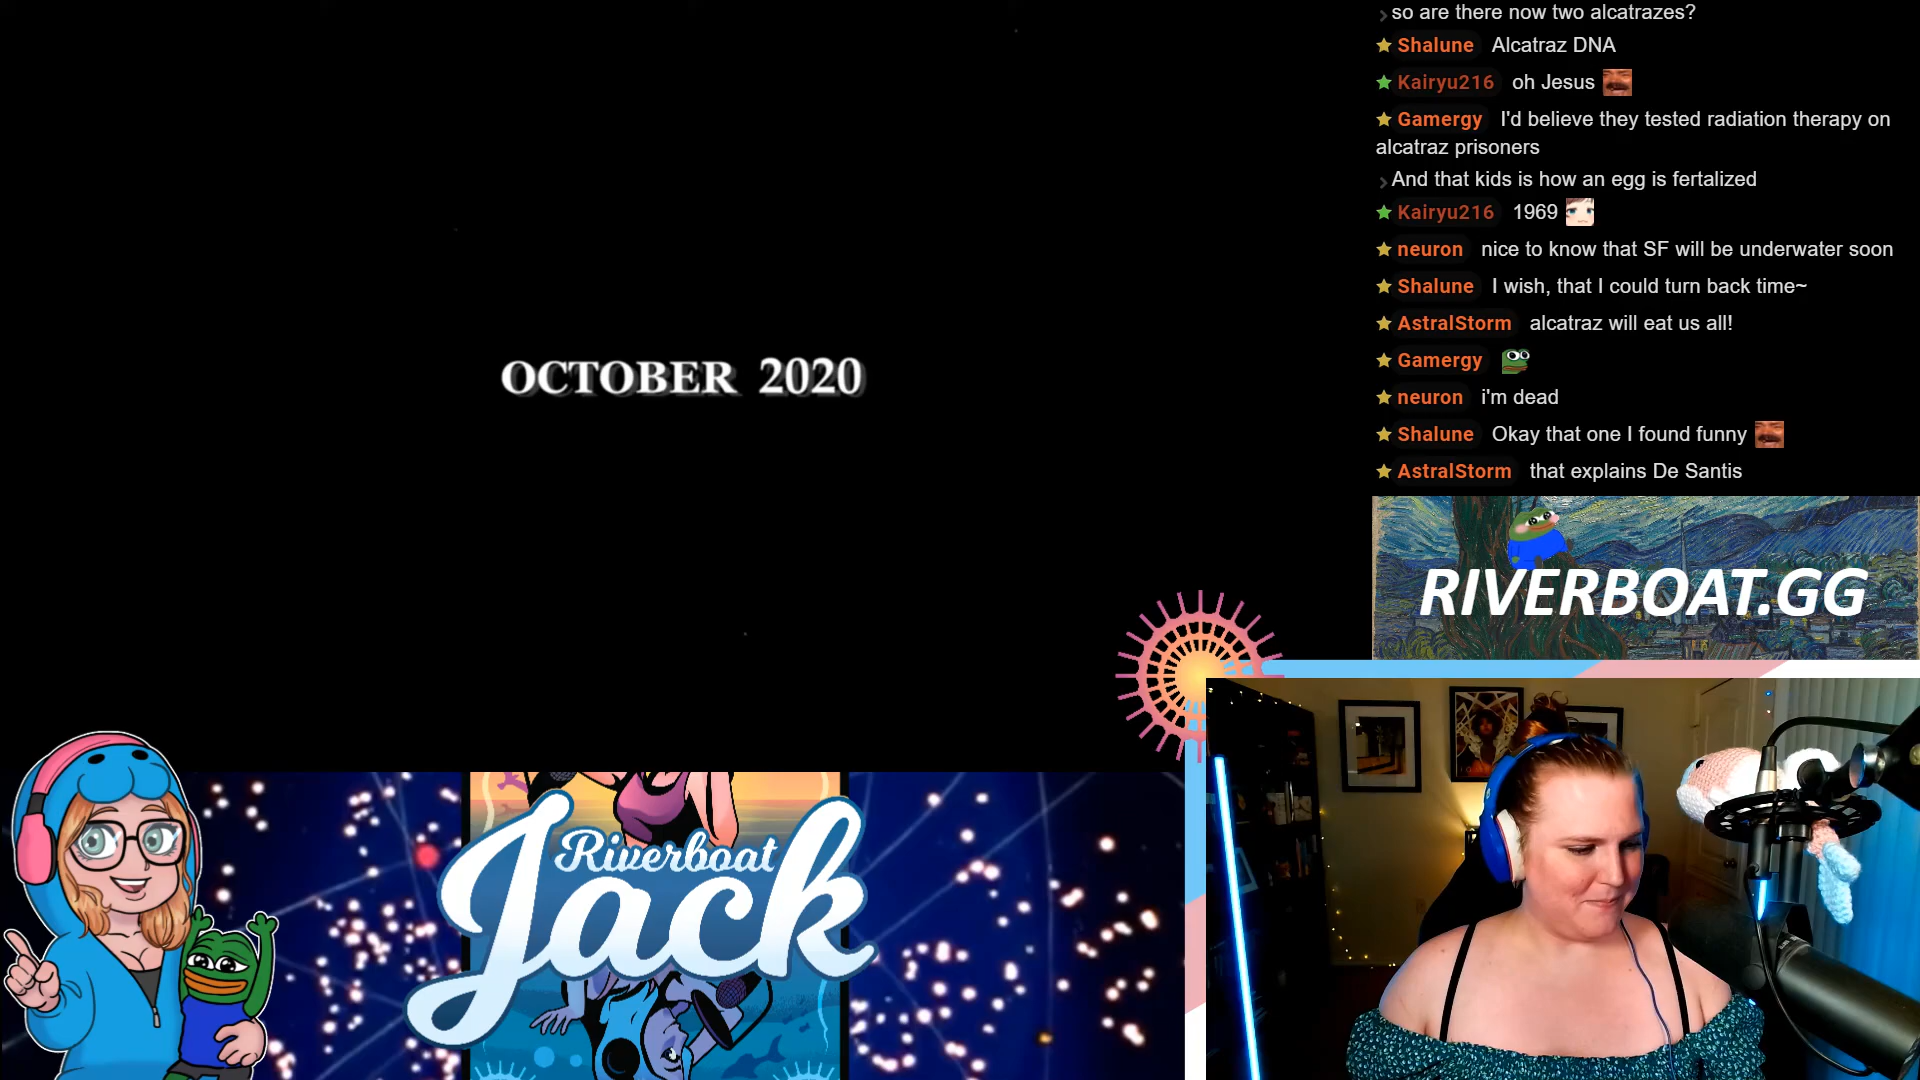 so are there now two alcatrazes?
Shalune Alcatraz DNA
Kairyu216 oh Jesus
Gamergy I'd believe they tested radiation therapy on
alcatraz prisoners
And that kids is how an egg is fertalized
Kairyu216 1969
neuron nice to know that SF will be underwater soon
Shalune I wish, that I could turn back time~
AstralStorm alcatraz will eat us all!
Gamergy
neuron i'm dead
Shalune Okay that one I found funny
AstralStorm that explains De Santis
OCTOBER 2020
RIVERBOAT.GG
Riverboat
Jack